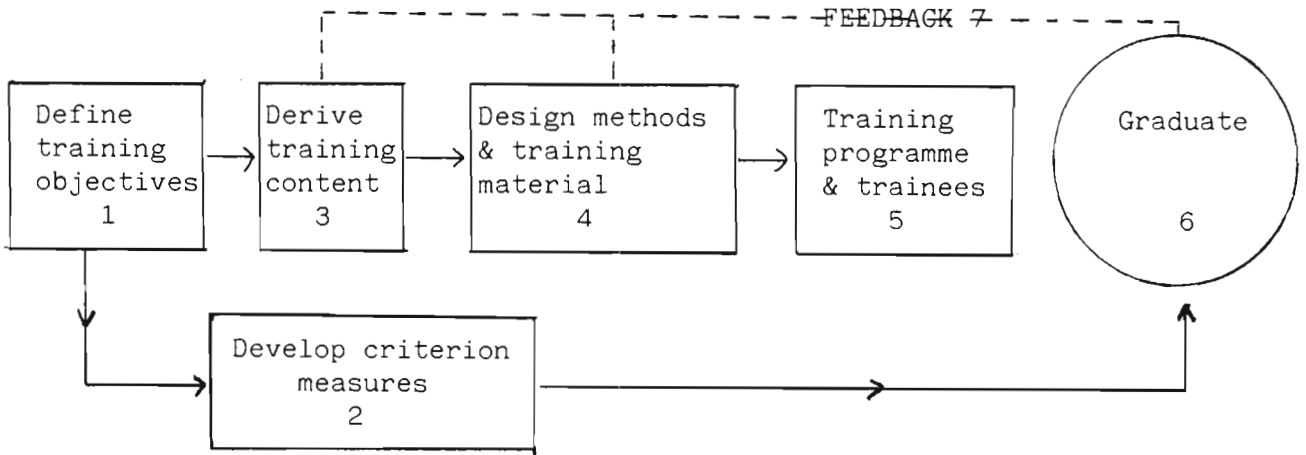 FEEDBACK 7
Define
training
objectives
1
Derive
training
content
3
Design methods
& training
material
4
Training
programme
& trainees
5
Graduate
6
Develop criterion
measures
2